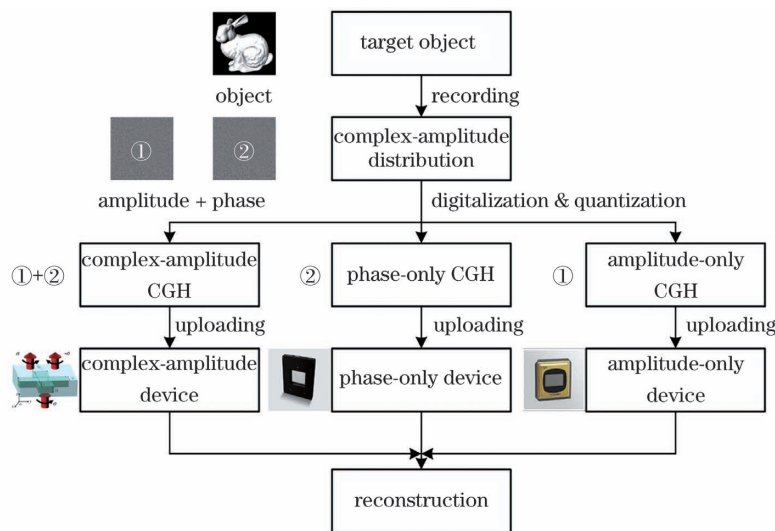 target object
object
recording
①
②
complex-amplitude
distribution
amplitude + phase
digitalization & quantization
①+②
complex-amplitude
CGH
②
phase-only CGH
①
amplitude-only
CGH
uploading
uploading
uploading
complex-amplitude
device
phase-only device
amplitude-only
device
reconstruction